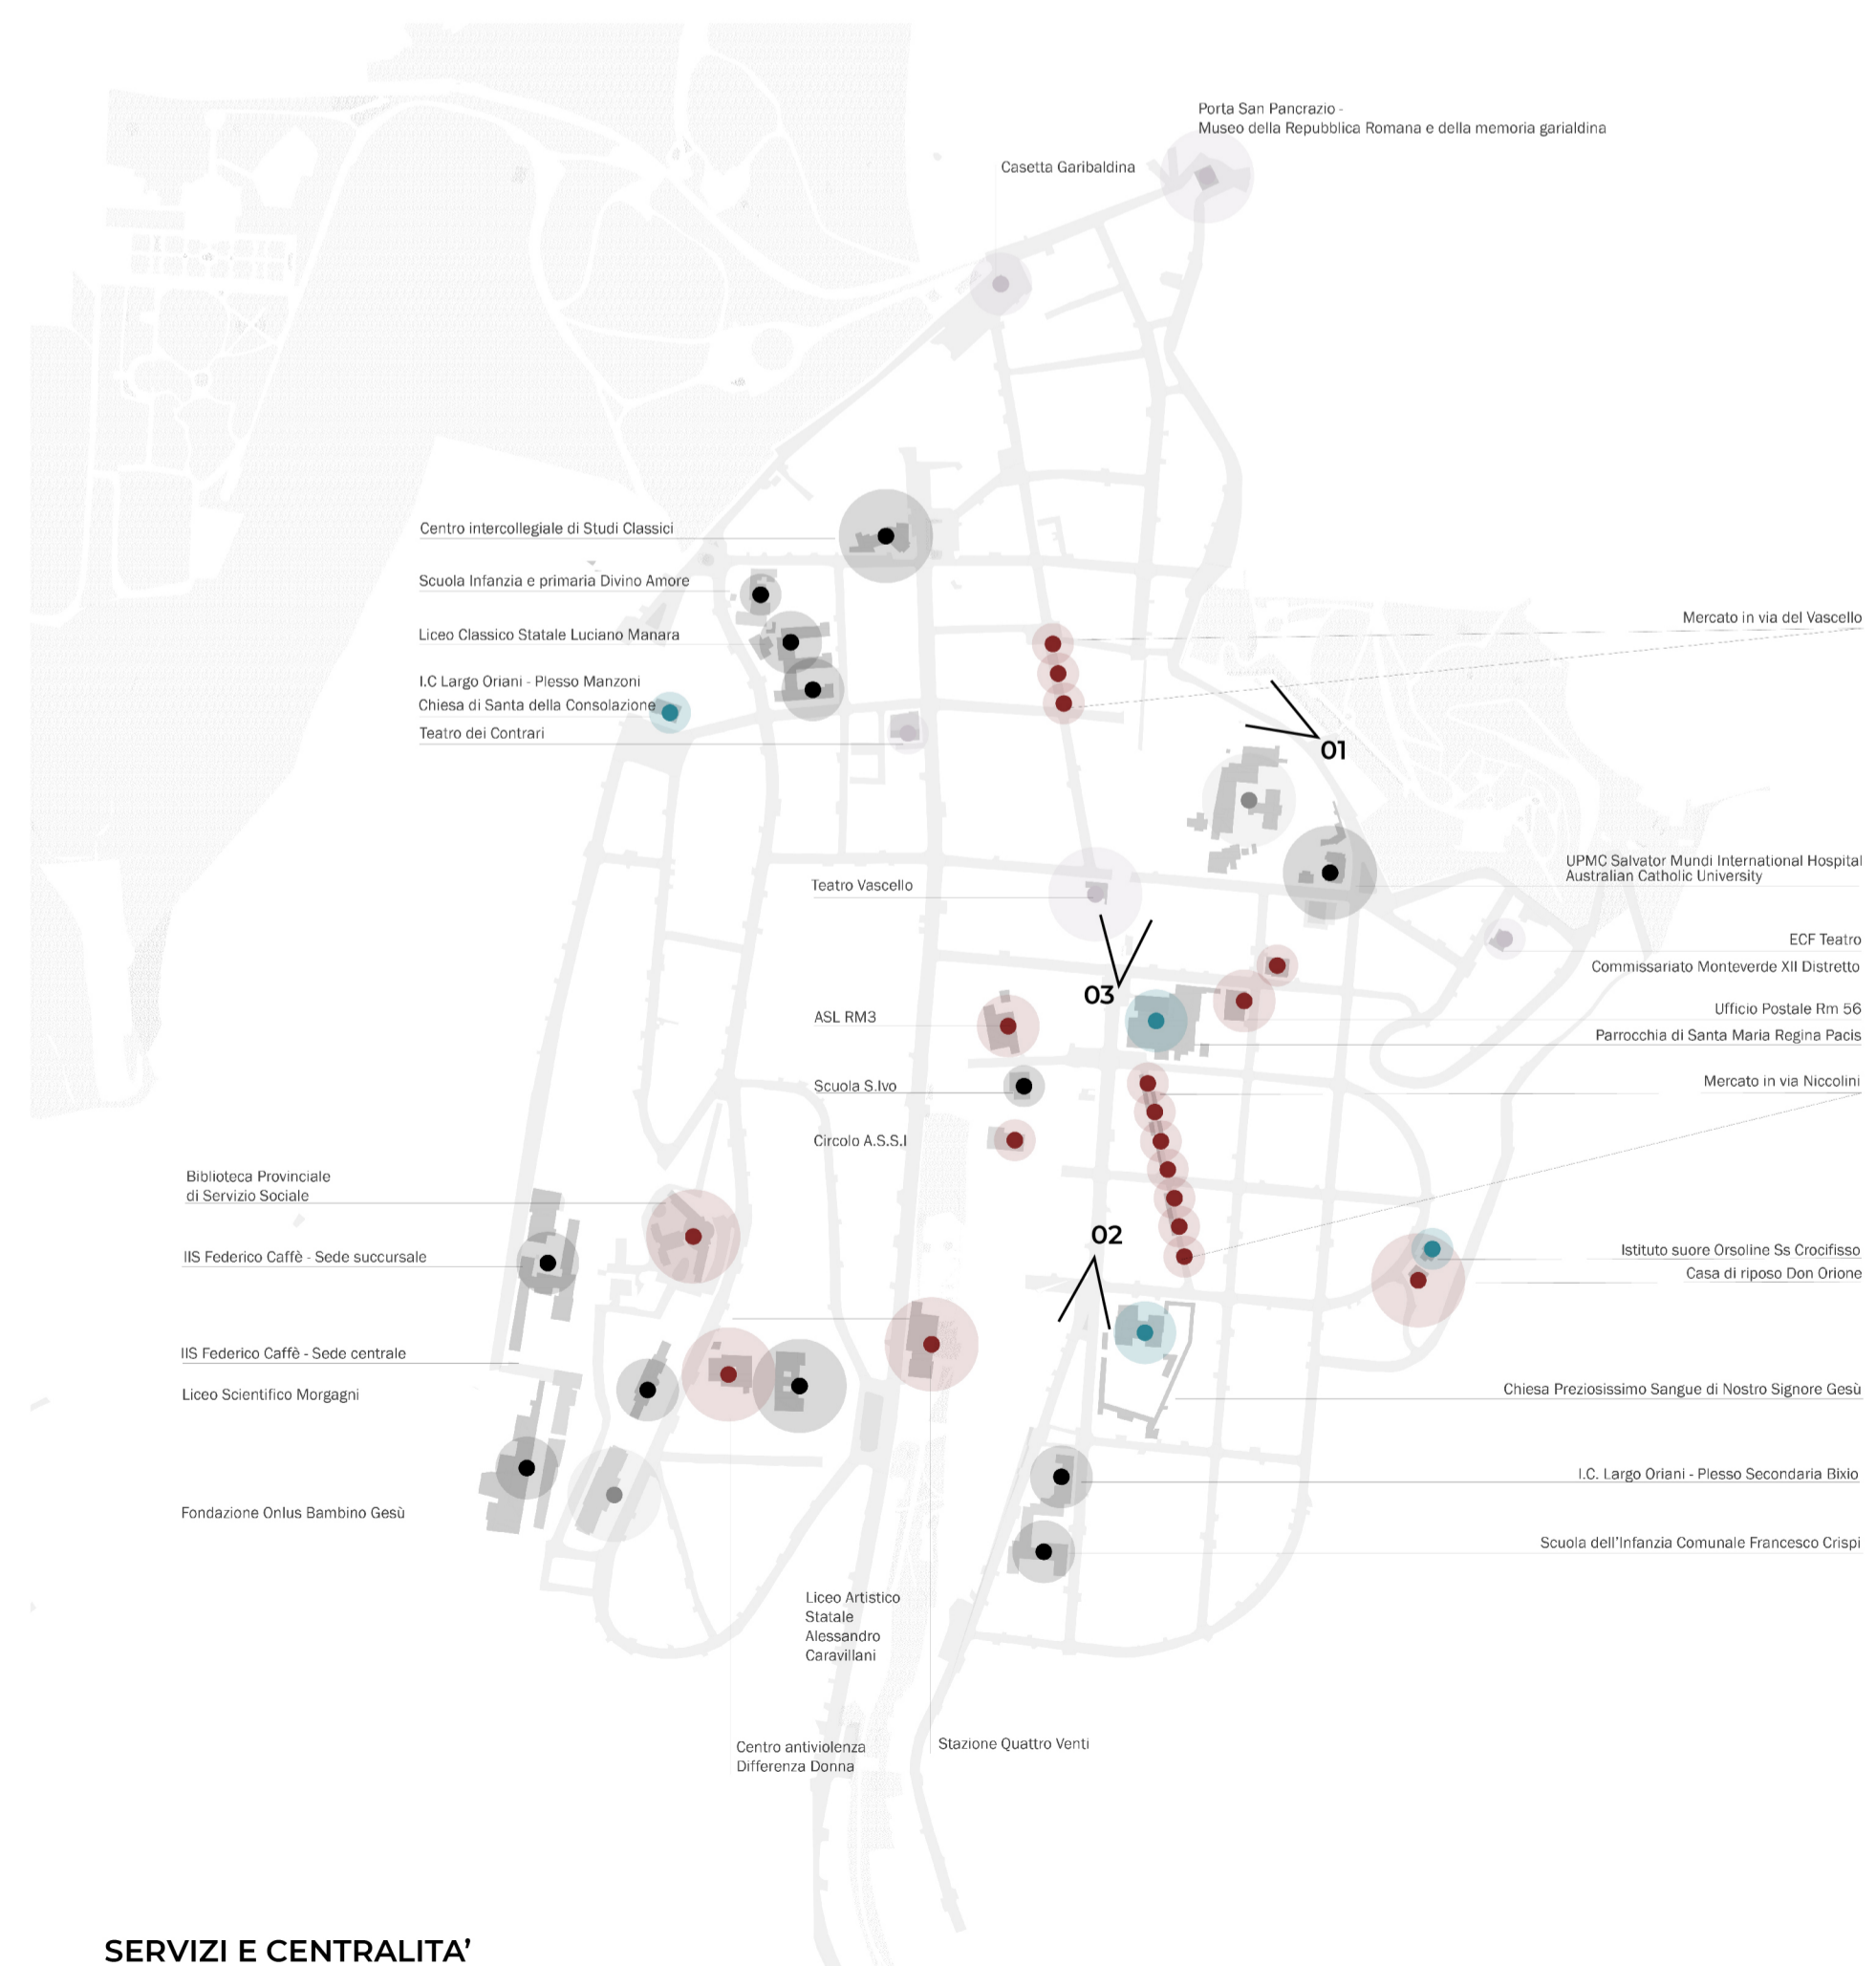 Porta San Pancrazio -
Museo della Repubblica Romana e della memoria garialdina
Casetta Garibaldina
Centro intercollegiale di Studi Classici
Scuola Infanzia e primaria Divino Amore
Liceo Classico Statale Luciano Manara
I.C Largo Oriani - Plesso Manzoni
Chiesa di Santa della Consolazione
Teatro dei Contrari
Mercato in via del Vascello
01
UPMC Salvator Mundi International Hospital
Australian Catholic University
Teatro Vascello
ECF Teatro
Commissariato Monteverde XII Distretto
03
Ufficio Postale Rm 56
ASL RM3
Parrocchia di Santa Maria Regina Pacis
Scuola S.Ivo
Mercato in via Niccolini
Circolo A.S.S.I
Biblioteca Provinciale
di Servizio Sociale
02
IIS Federico Caffè - Sede succursale
Istituto suore Orsoline Ss Crocifisso
Casa di riposo Don Orione
IIS Federico Caffè - Sede centrale
Liceo Scientifico Morgagni
Chiesa Preziosissimo Sangue di Nostro Signore Gesù
I.C. Largo Oriani - Plesso Secondaria Bixio
Fondazione Onlus Bambino Gesù
Scuola dell'Infanzia Comunale Francesco Crispi
Liceo Artistico
Statale
Alessandro
Caravillani
Centro antiviolenza
Differenza Donna
Stazione Quattro Venti
SERVIZI E CENTRALITA'